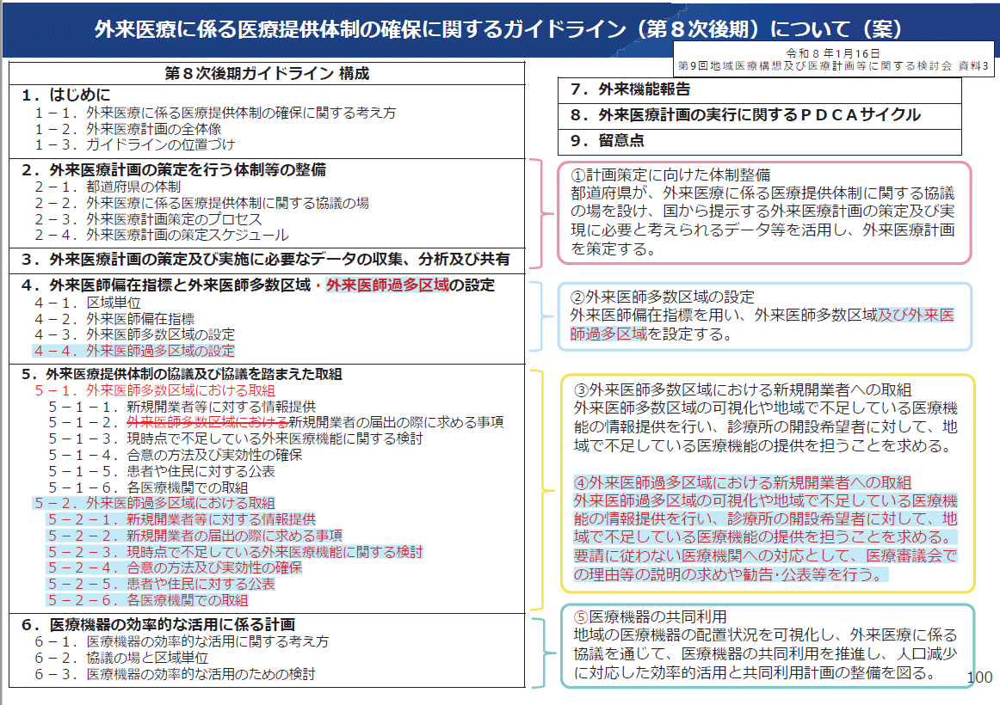 外来医療に係る医療提供体制の確保に関するガイドライン（第８次後期）について（案）
令和８年1月16日
第9回地域医療構想及び医療計画等に関する検討会 資料3
第８次後期ガイドライン 構成
１．はじめに
１－１．外来医療に係る医療提供体制の確保に関する考え方
１－２．外来医療計画の全体像
１－３．ガイドラインの位置づけ
２．外来医療計画の策定を行う体制等の整備
２－１．都道府県の体制
２－２．外来医療に係る医療提供体制に関する協議の場
２－３．外来医療計画策定のプロセス
２－４．外来医療計画の策定スケジュール
３．外来医療計画の策定及び実施に必要なデータの収集、分析及び共有
４．外来医師偏在指標と外来医師多数区域・外来医師過多区域の設定
４－１．区域単位
４－２．外来医師偏在指標
４－３．外来医師多数区域の設定
４－４．外来医師過多区域の設定
５．外来医療提供体制の協議及び協議を踏まえた取組
５－１．外来医師多数区域における取組
５－１－１．新規開業者等に対する情報提供
５－１－２．外来医師多数区域における新規開業者の届出の際に求める事項
５－１－３．現時点で不足している外来医療機能に関する検討
５－１－４．合意の方法及び実効性の確保
５－１－５．患者や住民に対する公表
５－１－６．各医療機関での取組
５－２．外来医師過多区域における取組
５－２－１．新規開業者等に対する情報提供
５－２－２．新規開業者の届出の際に求める事項
５－２－３．現時点で不足している外来医療機能に関する検討
５－２－４．合意の方法及び実効性の確保
５－２－５．患者や住民に対する公表
５－２－６．各医療機関での取組
６．医療機器の効率的な活用に係る計画
６－１．医療機器の効率的な活用に関する考え方
６－２．協議の場と区域単位
６－３．医療機器の効率的な活用のための検討
７．外来機能報告
８．外来医療計画の実行に関するＰＤＣＡサイクル
９．留意点
①計画策定に向けた体制整備
都道府県が、外来医療に係る医療提供体制に関する協議
の場を設け、国から提示する外来医療計画の策定及び実
現に必要と考えられるデータ等を活用し、外来医療計画
を策定する。
②外来医師多数区域の設定
外来医師偏在指標を用い、外来医師多数区域及び外来医
師過多区域を設定する。
③外来医師多数区域における新規開業者への取組
外来医師多数区域の可視化や地域で不足している医療機
能の情報提供を行い、診療所の開設希望者に対して、地
域で不足している医療機能の提供を担うことを求める。
④外来医師過多区域における新規開業者への取組
外来医師過多区域の可視化や地域で不足している医療機
能の情報提供を行い、診療所の開設希望者に対して、地
域で不足している医療機能の提供を担うことを求める。
要請に従わない医療機関への対応として、医療審議会で
の理由等の説明の求めや勧告･公表等を行う。
⑤医療機器の共同利用
地域の医療機器の配置状況を可視化し、外来医療に係る
協議を通じて、医療機器の共同利用を推進し、人口減少
に対応した効率的活用と共同利用計画の整備を図る。
100